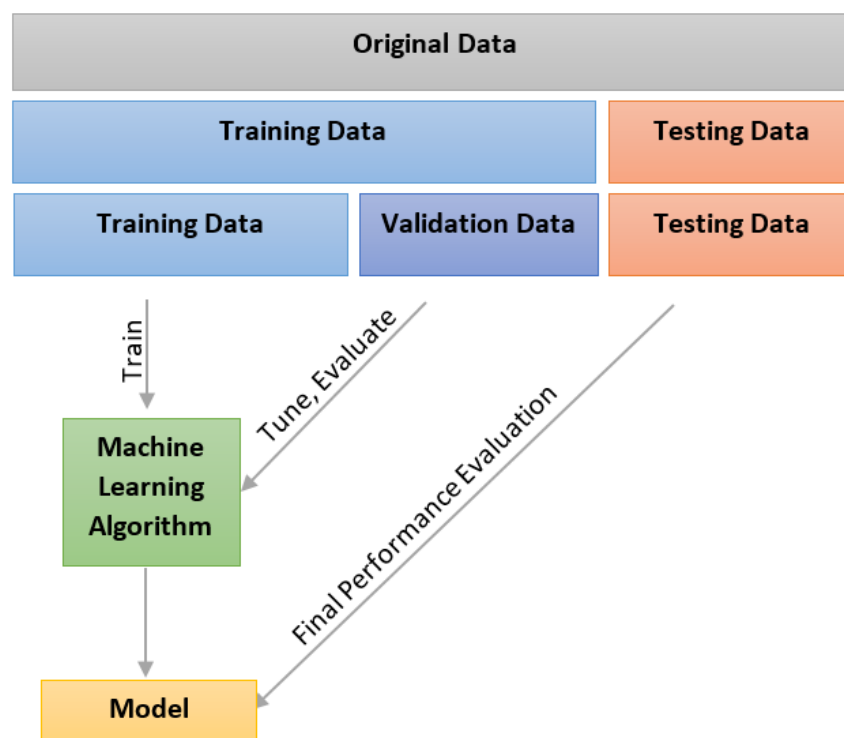 Original Data
Training Data
Testing Data
Training Data
Validation Data
Testing Data
Train
Tune, Evaluate
Final Performance Evaluation
Machine
Learning
Algorithm
Model